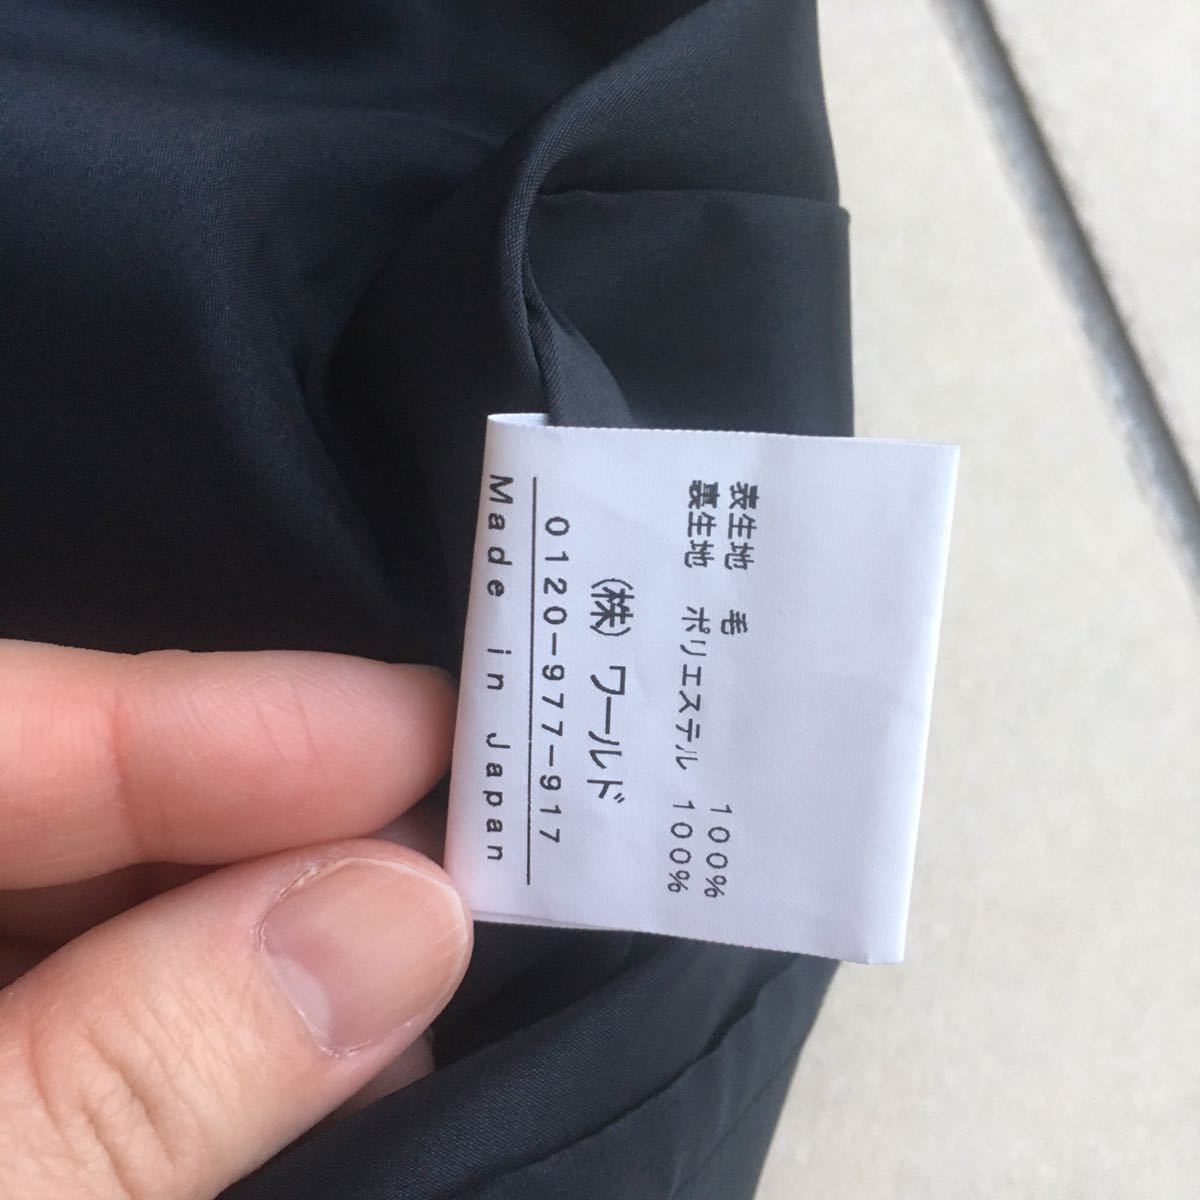 表生地 毛 100%
裏生地 ポリエステル 100%
(株) ワールド
0120-977-917
Made in Japan